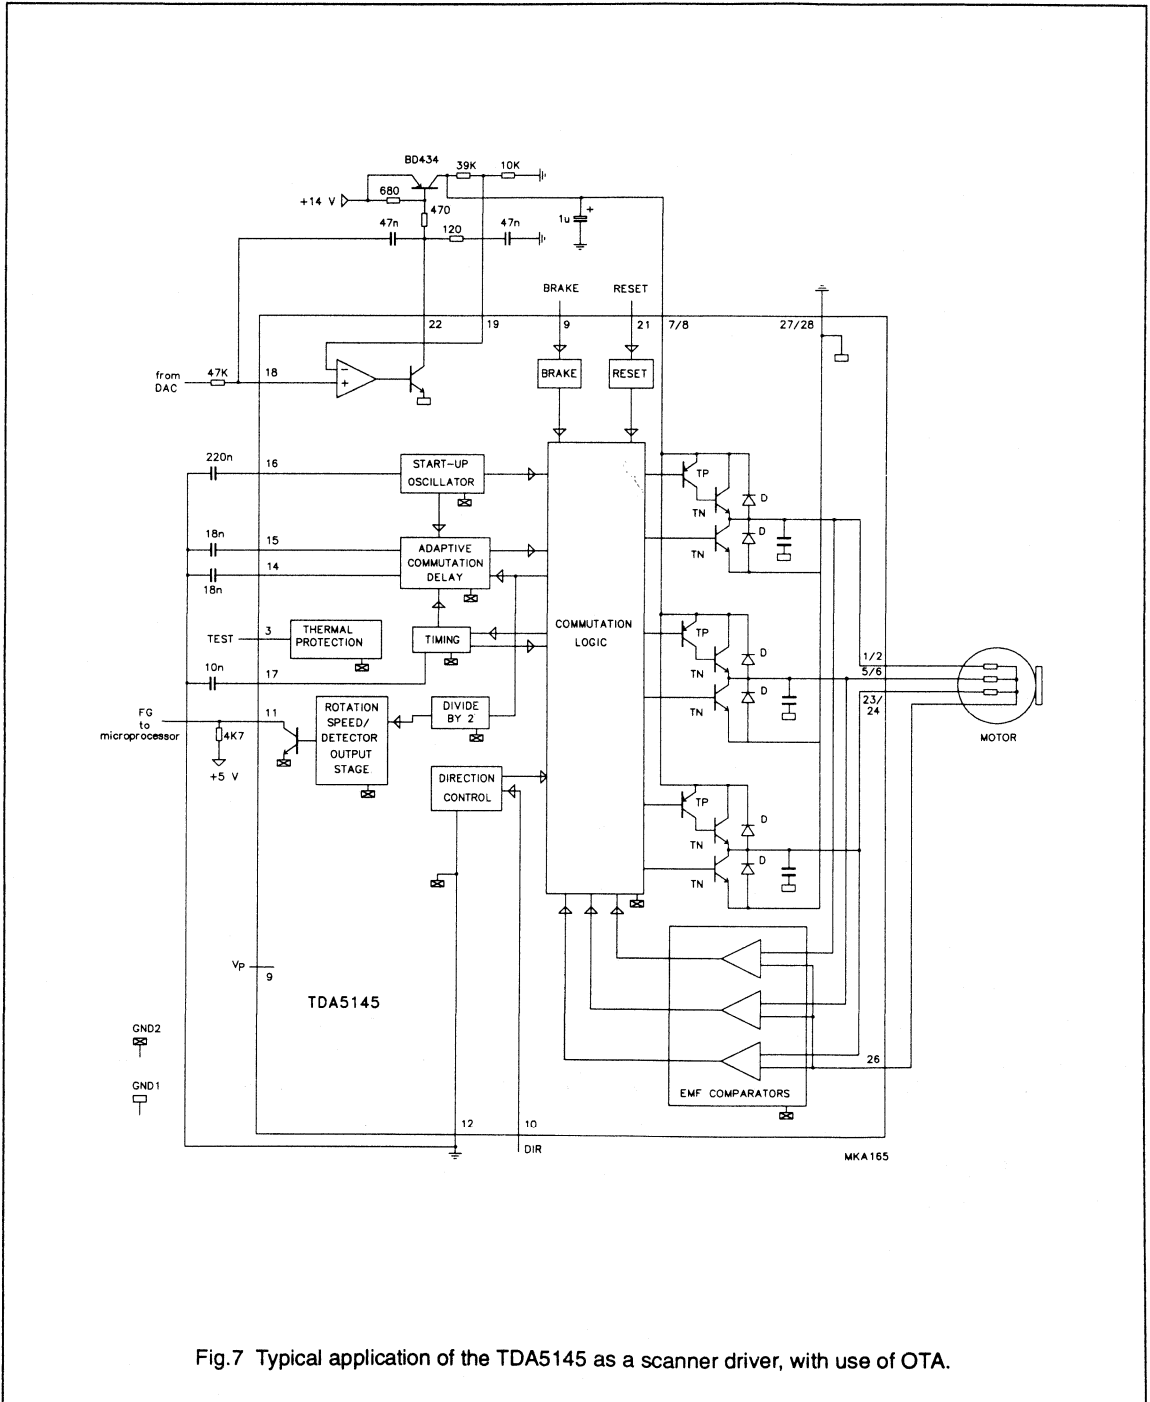 BD434
39K
10K
+14 V
680
470
47n
120
47n
1u
+
BRAKE
RESET
22
19
9
21
7/8
27/28
from
DAC
47K
18
−
+
BRAKE
RESET
220n
16
START-UP
OSCILLATOR
TP
D
TN
18n
15
ADAPTIVE
COMMUTATION
DELAY
D
TN
14
18n
COMMUTATION
LOGIC
TEST
3
THERMAL
PROTECTION
TIMING
TP
D
TN
1/2
5/6
10n
17
D
TN
23/
24
FG
to
microprocessor
11
4K7
+5 V
ROTATION
SPEED/
DETECTOR
OUTPUT
STAGE
DIVIDE
BY 2
MOTOR
DIRECTION
CONTROL
TP
D
TN
D
TN
VP
9
TDA5145
GND2
GND1
26
EMF COMPARATORS
12
10
DIR
MKA165
Fig.7 Typical application of the TDA5145 as a scanner driver, with use of OTA.